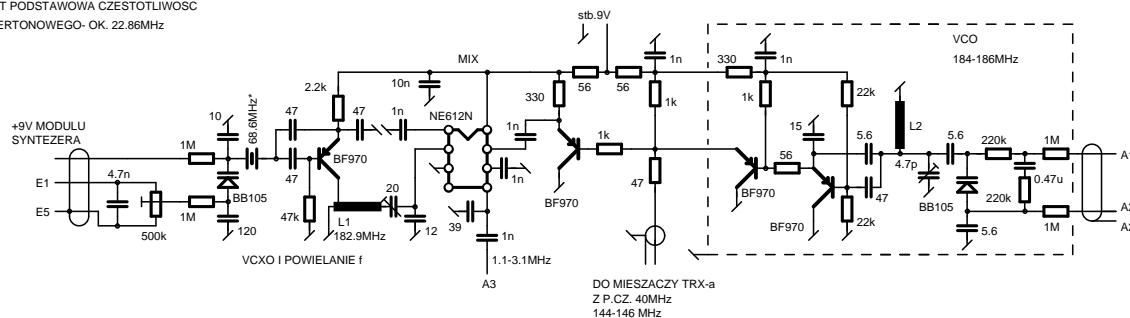 T PODSTAWOWA CZESTOTLIWOSC
ERTONOWEGO- OK. 22.86MHz
stb.9V
VCO
184-186MHz
MIX
1n
1n
330
10n
56
56
2.2k
330
1k
1k
22k
+9V MODULU
SYNTEZERA
10
68.6MHz*
47
47
1n
NE612N
1n
15
5.6
L2
5.6
220k
1M
1M
1k
A1
BF970
BF970
56
4.7p
E1
4.7n
47
20
1n
47
BF970
47
BB105
0.47u
BB105
220k
E5
1M
47k
L1
BF970
22k
1M
A2
500k
120
182.9MHz
12
39
1n
BF970
5.6
A2
VCXO I POWIELANIE f
1.1-3.1MHz
A3
DO MIESZACZY TRX-a
Z P.CZ. 40MHz
144-146 MHz